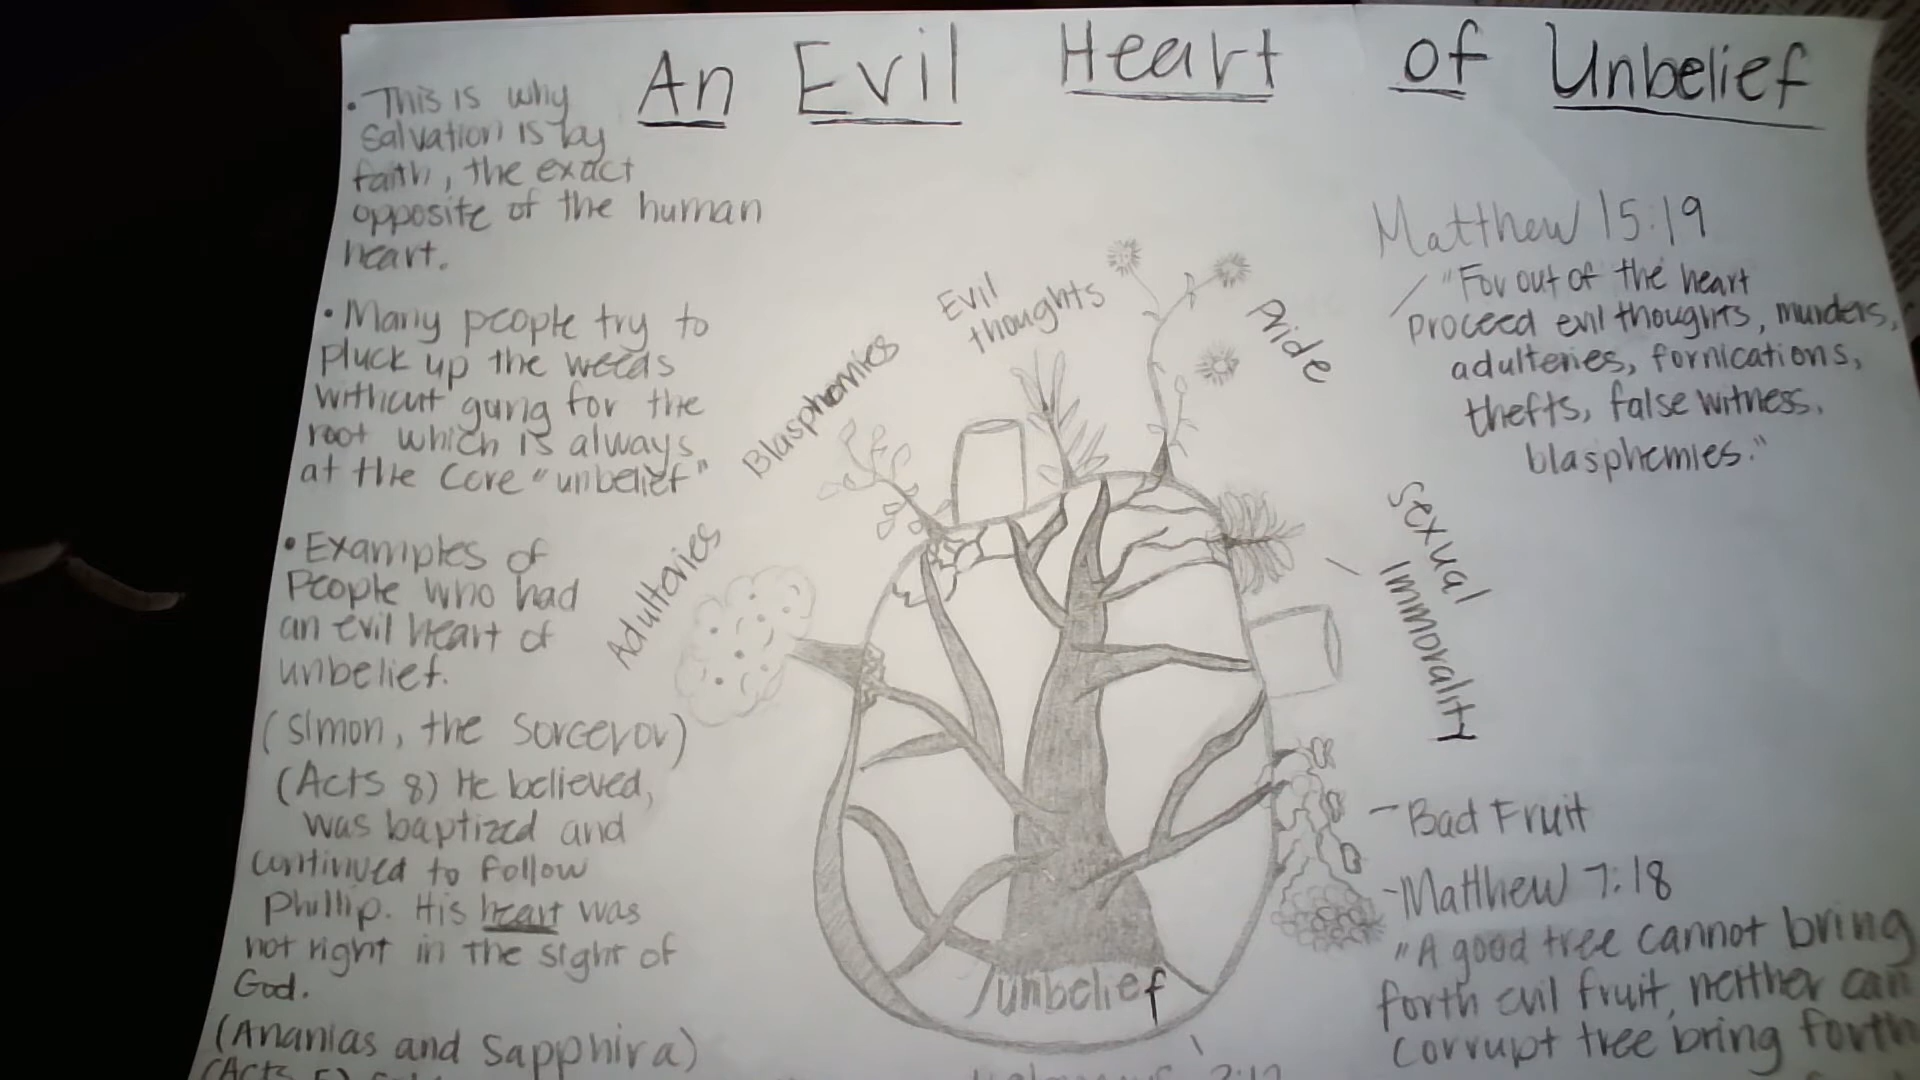 An Evil Heart of Unbelief
• This is why
salvation is by
faith, the exact
opposite of the human
heart.
• Many people try to
pluck up the weeds
without gung for the
root which is always
at the core "unbelief"
• Examples of
People who had
an evil heart of
unbelief.
(Simon, the Sorceror)
(Acts 8) He believed,
was baptized and
continued to follow
Phillip. His heart was
not right in the sight of
God.
(Ananias and Sapphira)
(Acts 5)
Adulteries
Blasphemies
Evil
thoughts
Pride
Sexual
Immorality
unbelief
Matthew 15:19
"For out of the heart
proceed evil thoughts, murders,
adulteries, fornications,
thefts, false witness,
blasphemies."
- Bad Fruit
- Matthew 7:18
"A good tree cannot bring
forth evil fruit, neither can
corrupt tree bring forth